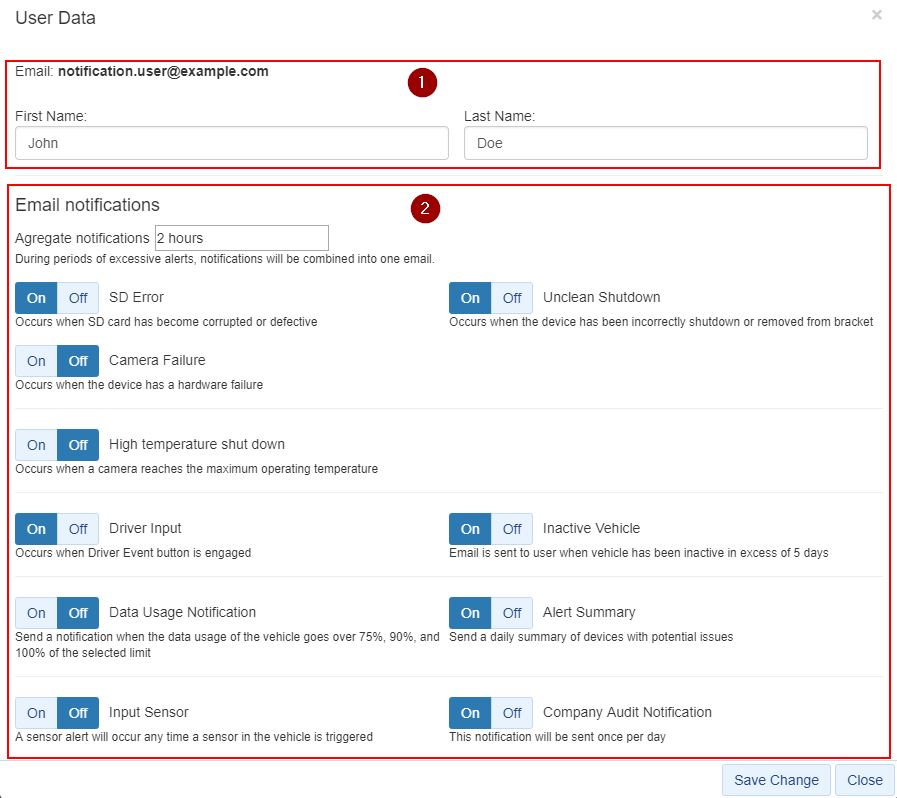 User Data
×
Email: notification.user@example.com
1
First Name:
Last Name:
John
Doe
Email notifications
2
Agregate notifications 2 hours
During periods of excessive alerts, notifications will be combined into one email.
On Off SD Error
On Off Unclean Shutdown
Occurs when SD card has become corrupted or defective
Occurs when the device has been incorrectly shutdown or removed from bracket
On Off Camera Failure
Occurs when the device has a hardware failure
On Off High temperature shut down
Occurs when a camera reaches the maximum operating temperature
On Off Driver Input
On Off Inactive Vehicle
Occurs when Driver Event button is engaged
Email is sent to user when vehicle has been inactive in excess of 5 days
On Off Data Usage Notification
On Off Alert Summary
Send a notification when the data usage of the vehicle goes over 75%, 90%, and
100% of the selected limit
Send a daily summary of devices with potential issues
On Off Input Sensor
On Off Company Audit Notification
A sensor alert will occur any time a sensor in the vehicle is triggered
This notification will be sent once per day
Save Change
Close